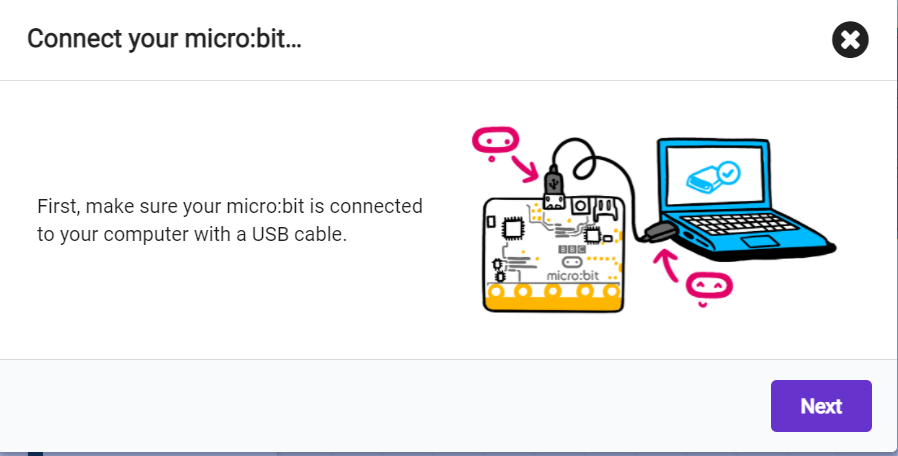 Connect your micro:bit...
First, make sure your micro:bit is connected
to your computer with a USB cable.
BBC
micro:bit
Next